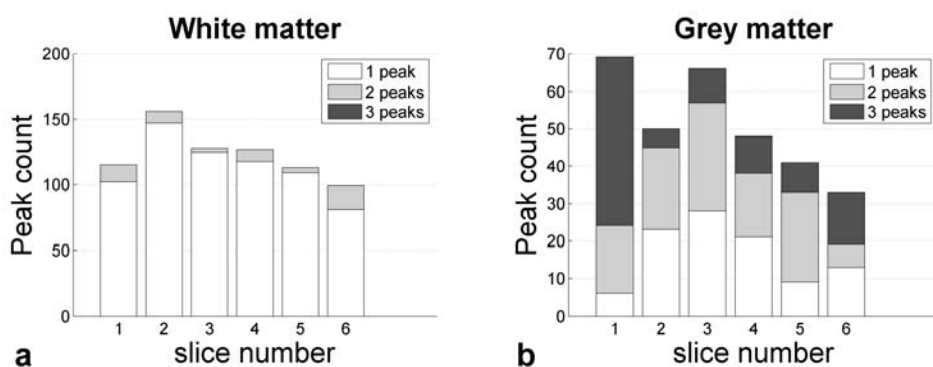 White matter
200
150
100
50
0
Peak count
1 peak
2 peaks
3 peaks
1 2 3 4 5 6
slice number
a
Grey matter
70
60
50
40
30
20
10
0
Peak count
1 peak
2 peaks
3 peaks
1 2 3 4 5 6
slice number
b